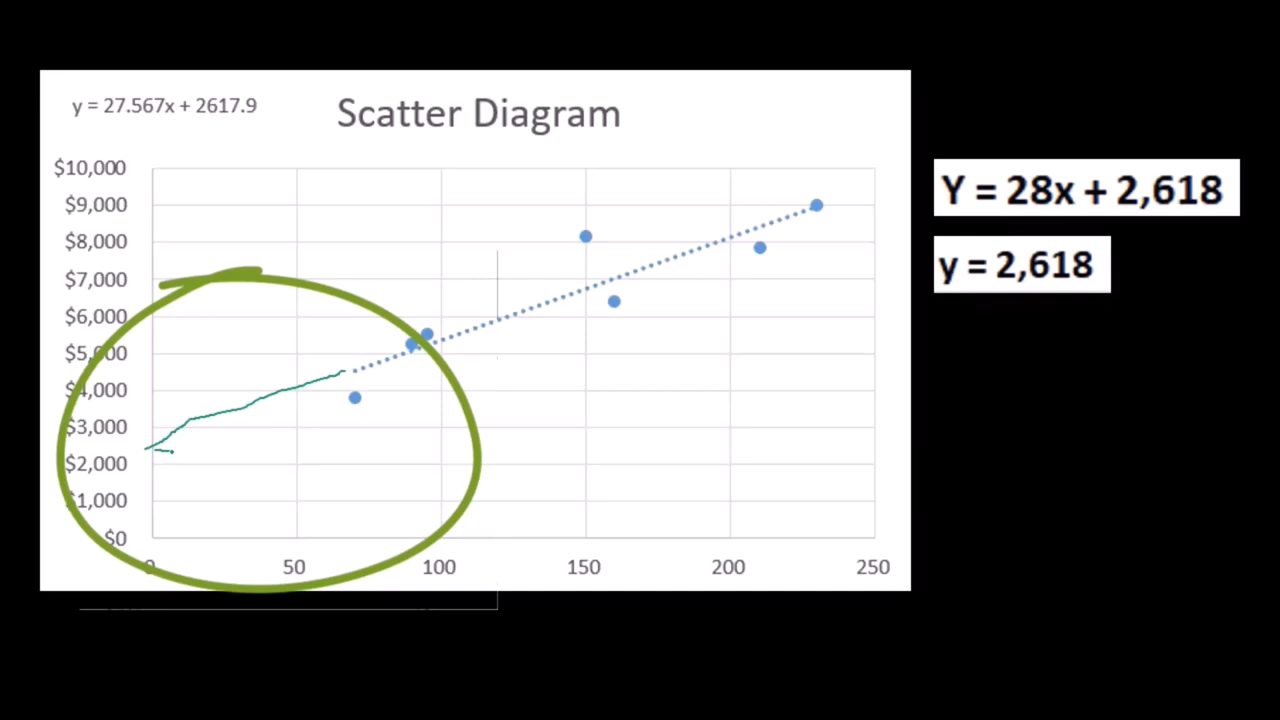 y = 27.567x + 2617.9
Scatter Diagram
$10,000
$9,000
$8,000
$7,000
$6,000
$5,000
$4,000
$3,000
$2,000
$1,000
$0
0 50 100 150 200 250
Y = 28x + 2,618
y = 2,618